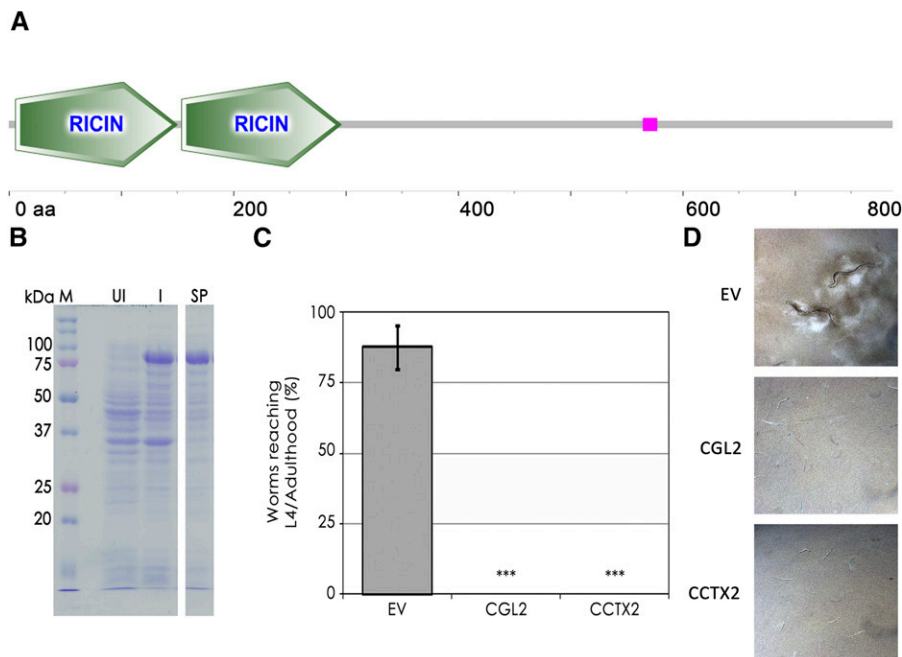 A
RICIN RICIN
0 aa 200 400 600 800
B
kDa M UI I SP
100
75
50
37
25
20
C
Worms reaching
L4/Adulthood (%)
100
75
50
25
0
*** ***
EV CGL2 CCTX2
D
EV
CGL2
CCTX2